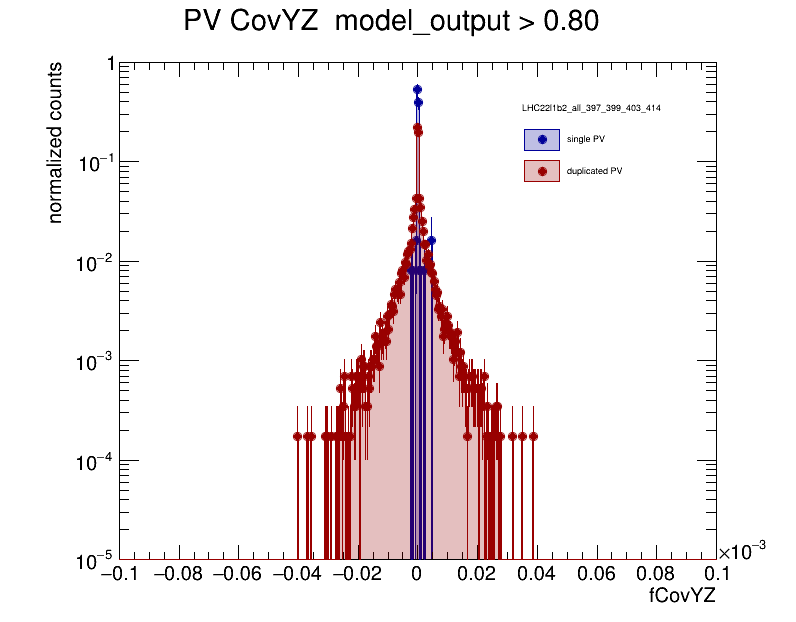 PV CovYZ  model_output > 0.80
normalized counts
1
10−1
10−2
10−3
10−4
10−5
LHC22l1b2_all_397_399_403_414
single PV
duplicated PV
−0.1 −0.08 −0.06 −0.04 −0.02 0 0.02 0.04 0.06 0.08 0.1
×10−3
fCovYZ